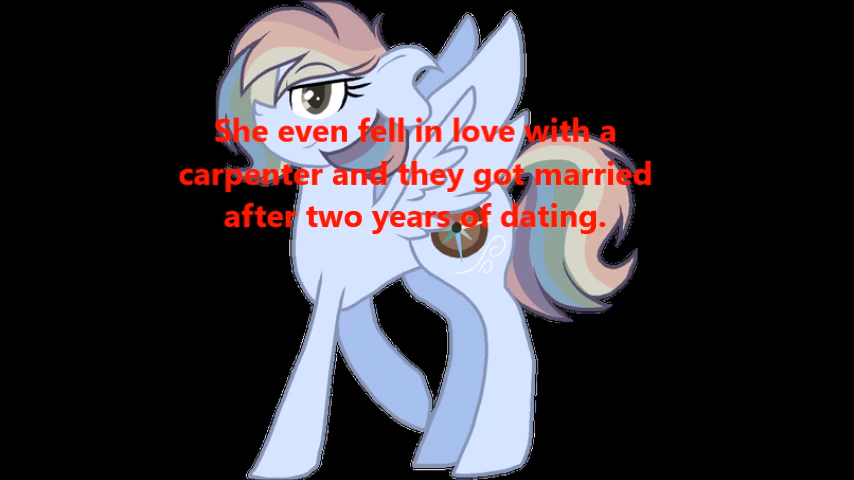 She even fell in love with a
carpenter and they got married
after two years of dating.